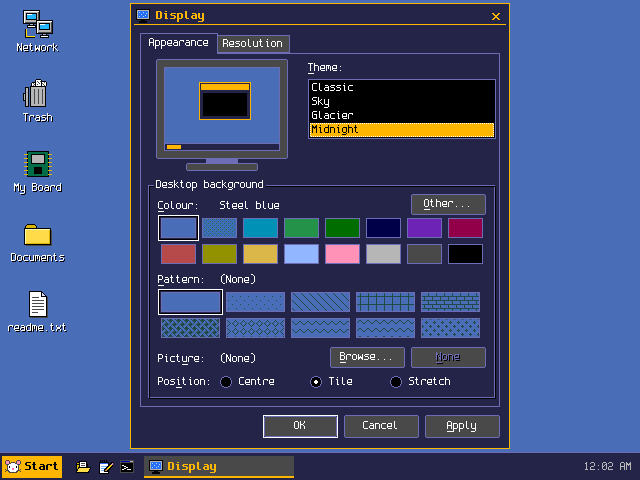 Network
Trash
My Board
Documents
readme.txt
Display
Appearance
Resolution
Theme:
Classic
Sky
Glacier
Midnight
Desktop background
Colour: Steel blue
Other...
Pattern: (None)
Picture: (None)
Browse...
None
Position: Centre Tile Stretch
OK
Cancel
Apply
Start
Display
12:02 AM